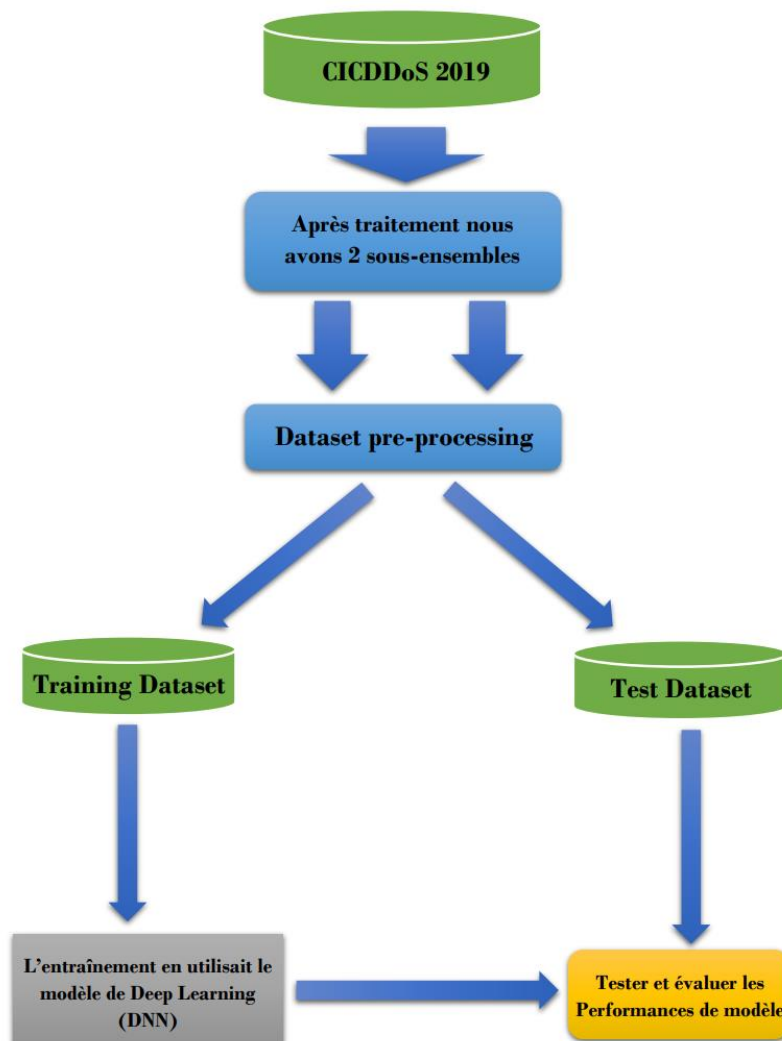 CICDDoS 2019
Après traitement nous
avons 2 sous-ensembles
Dataset pre-processing
Training Dataset
Test Dataset
L'entraînement en utilisait le
modèle de Deep Learning
(DNN)
Tester et évaluer les
Performances de modèle